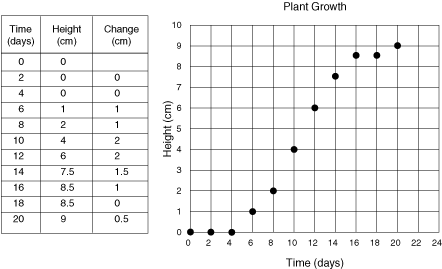 Time Height Change
(days) (cm) (cm)
0 0
2 0 0
4 0 0
6 1 1
8 2 1
10 4 2
12 6 2
14 7.5 1.5
16 8.5 1
18 8.5 0
20 9 0.5
Plant Growth
10
9
8
7
6
5
4
3
2
1
0
Height (cm)
0 2 4 6 8 10 12 14 16 18 20 22 24
Time (days)